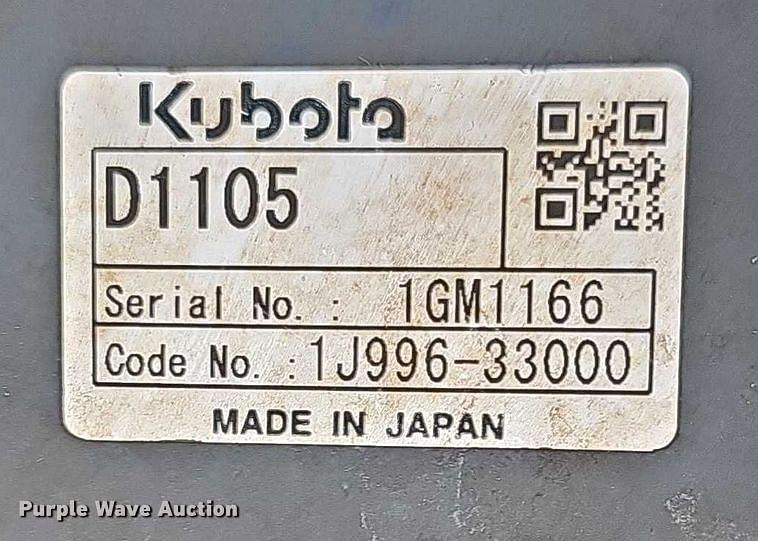 Kubota
D1105
Serial No. : 1GM1166
Code No. : 1J996-33000
MADE IN JAPAN
Purple Wave Auction